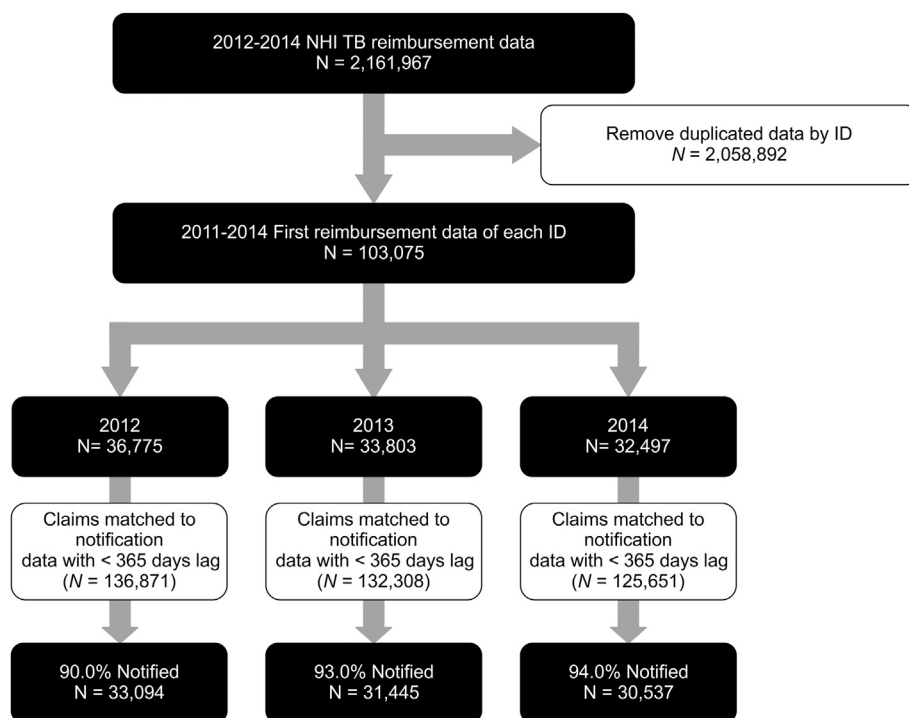 2012-2014 NHI TB reimbursement data
N = 2,161,967
Remove duplicated data by ID
N = 2,058,892
2011-2014 First reimbursement data of each ID
N = 103,075
2012
N= 36,775
2013
N= 33,803
2014
N= 32,497
Claims matched to
notification
data with < 365 days lag
(N = 136,871)
Claims matched to
notification
data with < 365 days lag
(N = 132,308)
Claims matched to
notification
data with < 365 days lag
(N = 125,651)
90.0% Notified
N = 33,094
93.0% Notified
N = 31,445
94.0% Notified
N = 30,537